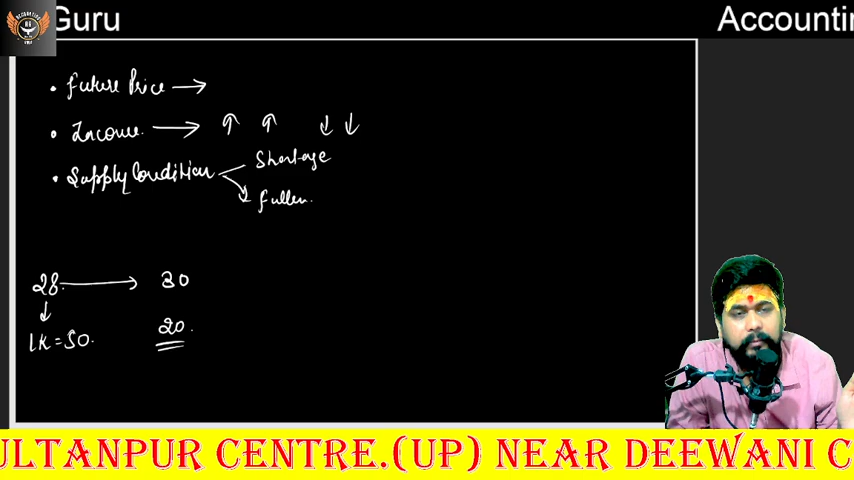 Guru
Accountin
• Future Price →
• Income. → ↑ ↑ ↓ ↓
• Supply Condition
Shortage
fuller.
28. → 30
↓
1K = 50.
20.
ULTANPUR CENTRE.(UP) NEAR DEEWANI C